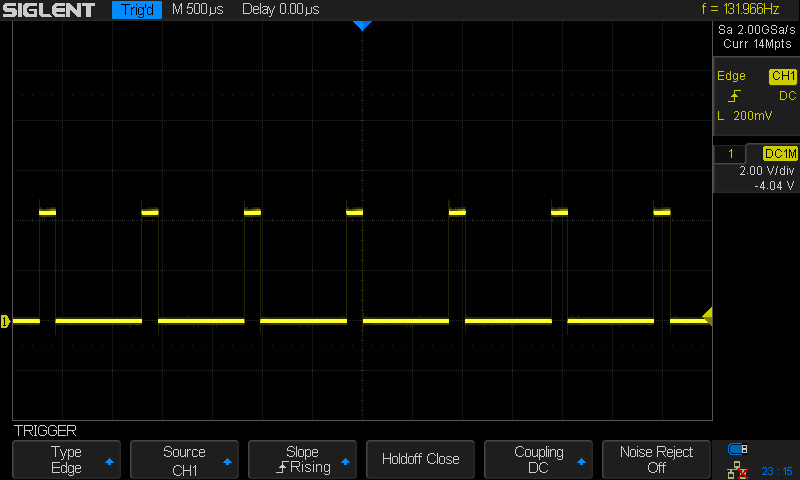 SIGLENT Trig'd M 500µs Delay 0.00µs f = 131.966Hz
Sa 2.00GSa/s
Curr 14Mpts
Edge CH1
DC
L 200mV
1 DC1M
2.00 V/div
-4.04 V
1
TRIGGER
Type
Edge
Source
CH1
Slope
Rising
Holdoff Close
Coupling
DC
Noise Reject
Off
23:15